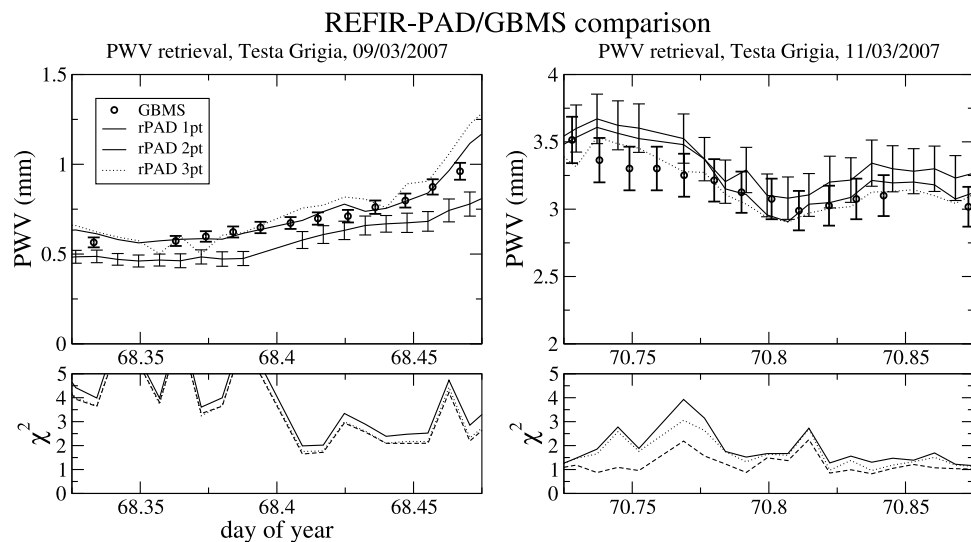 REFIR-PAD/GBMS comparison
PWV retrieval, Testa Grigia, 09/03/2007
PWV retrieval, Testa Grigia, 11/03/2007
1.5
1
0.5
0
PWV (mm)
GBMS
rPAD 1pt
rPAD 2pt
rPAD 3pt
68.35
68.4
68.45
4
3.5
3
2.5
2
PWV (mm)
70.75
70.8
70.85
5
4
3
2
1
0
χ²
68.35
68.4
68.45
day of year
5
4
3
2
1
0
χ²
70.75
70.8
70.85